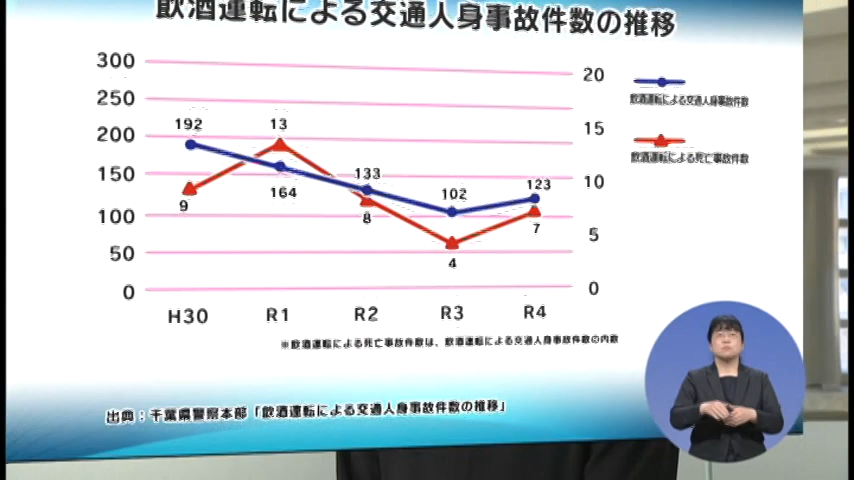 飲酒運転による交通人身事故件数の推移
300 20
250
200 15
150 10
100
50 5
0 0
192 13 133 102 123
9 164 8 4 7
H30 R1 R2 R3 R4
飲酒運転による交通人身事故件数
飲酒運転による死亡事故件数
※飲酒運転による死亡事故件数は、飲酒運転による交通人身事故件数の内数
出典:千葉県警察本部「飲酒運転による交通人身事故件数の推移」